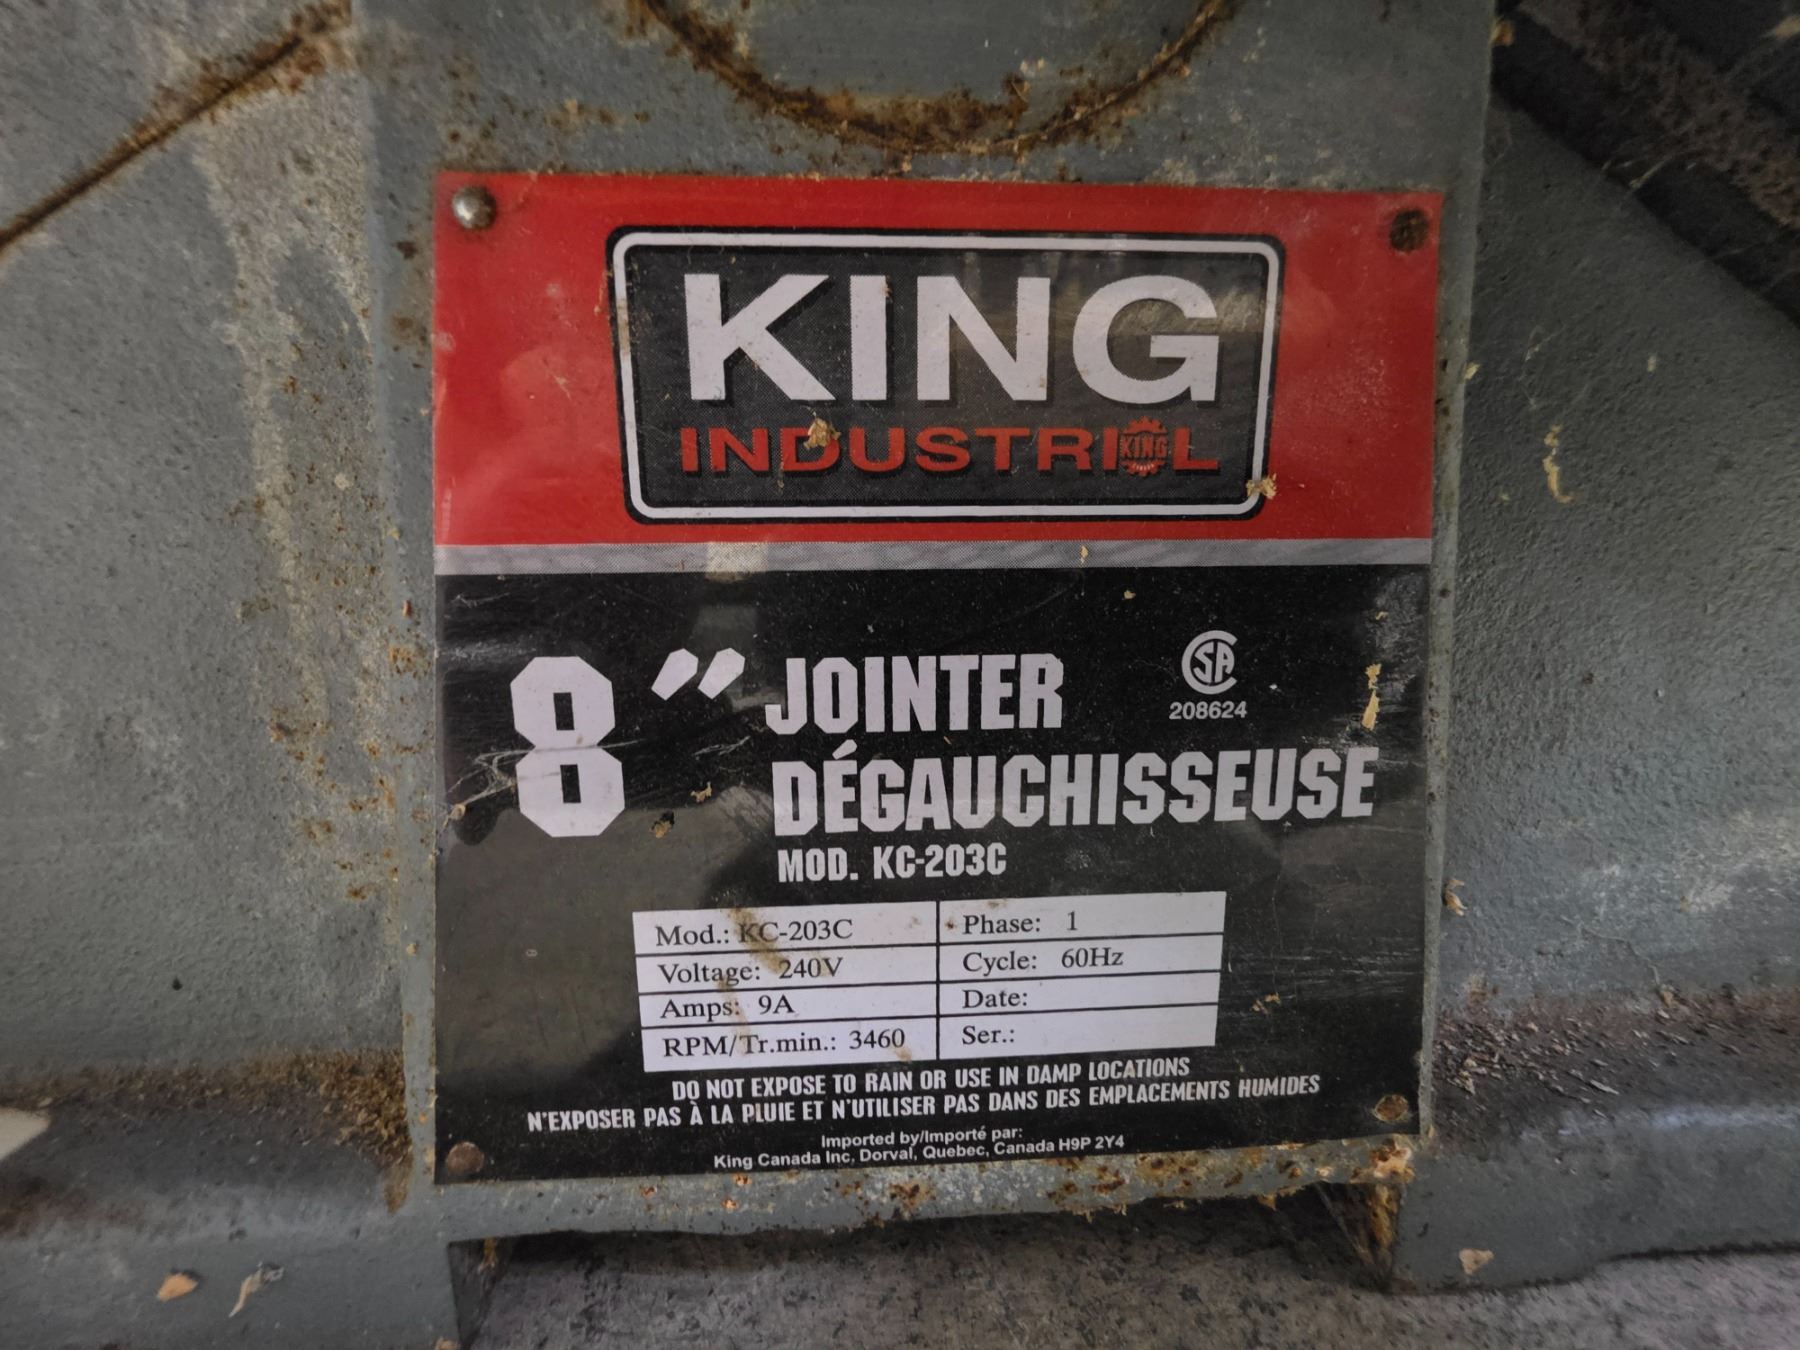 KING
INDUSTRIAL
KING
8" JOINTER
DÉGAUCHISSEUSE
MOD. KC-203C
CSA
208624
Mod.: KC-203C Phase: 1
Voltage: 240V Cycle: 60Hz
Amps: 9A Date:
RPM/Tr.min.: 3460 Ser.:
DO NOT EXPOSE TO RAIN OR USE IN DAMP LOCATIONS
N'EXPOSER PAS À LA PLUIE ET N'UTILISER PAS DANS DES EMPLACEMENTS HUMIDES
Imported by/Importé par:
King Canada Inc, Dorval, Quebec, Canada H9P 2Y4